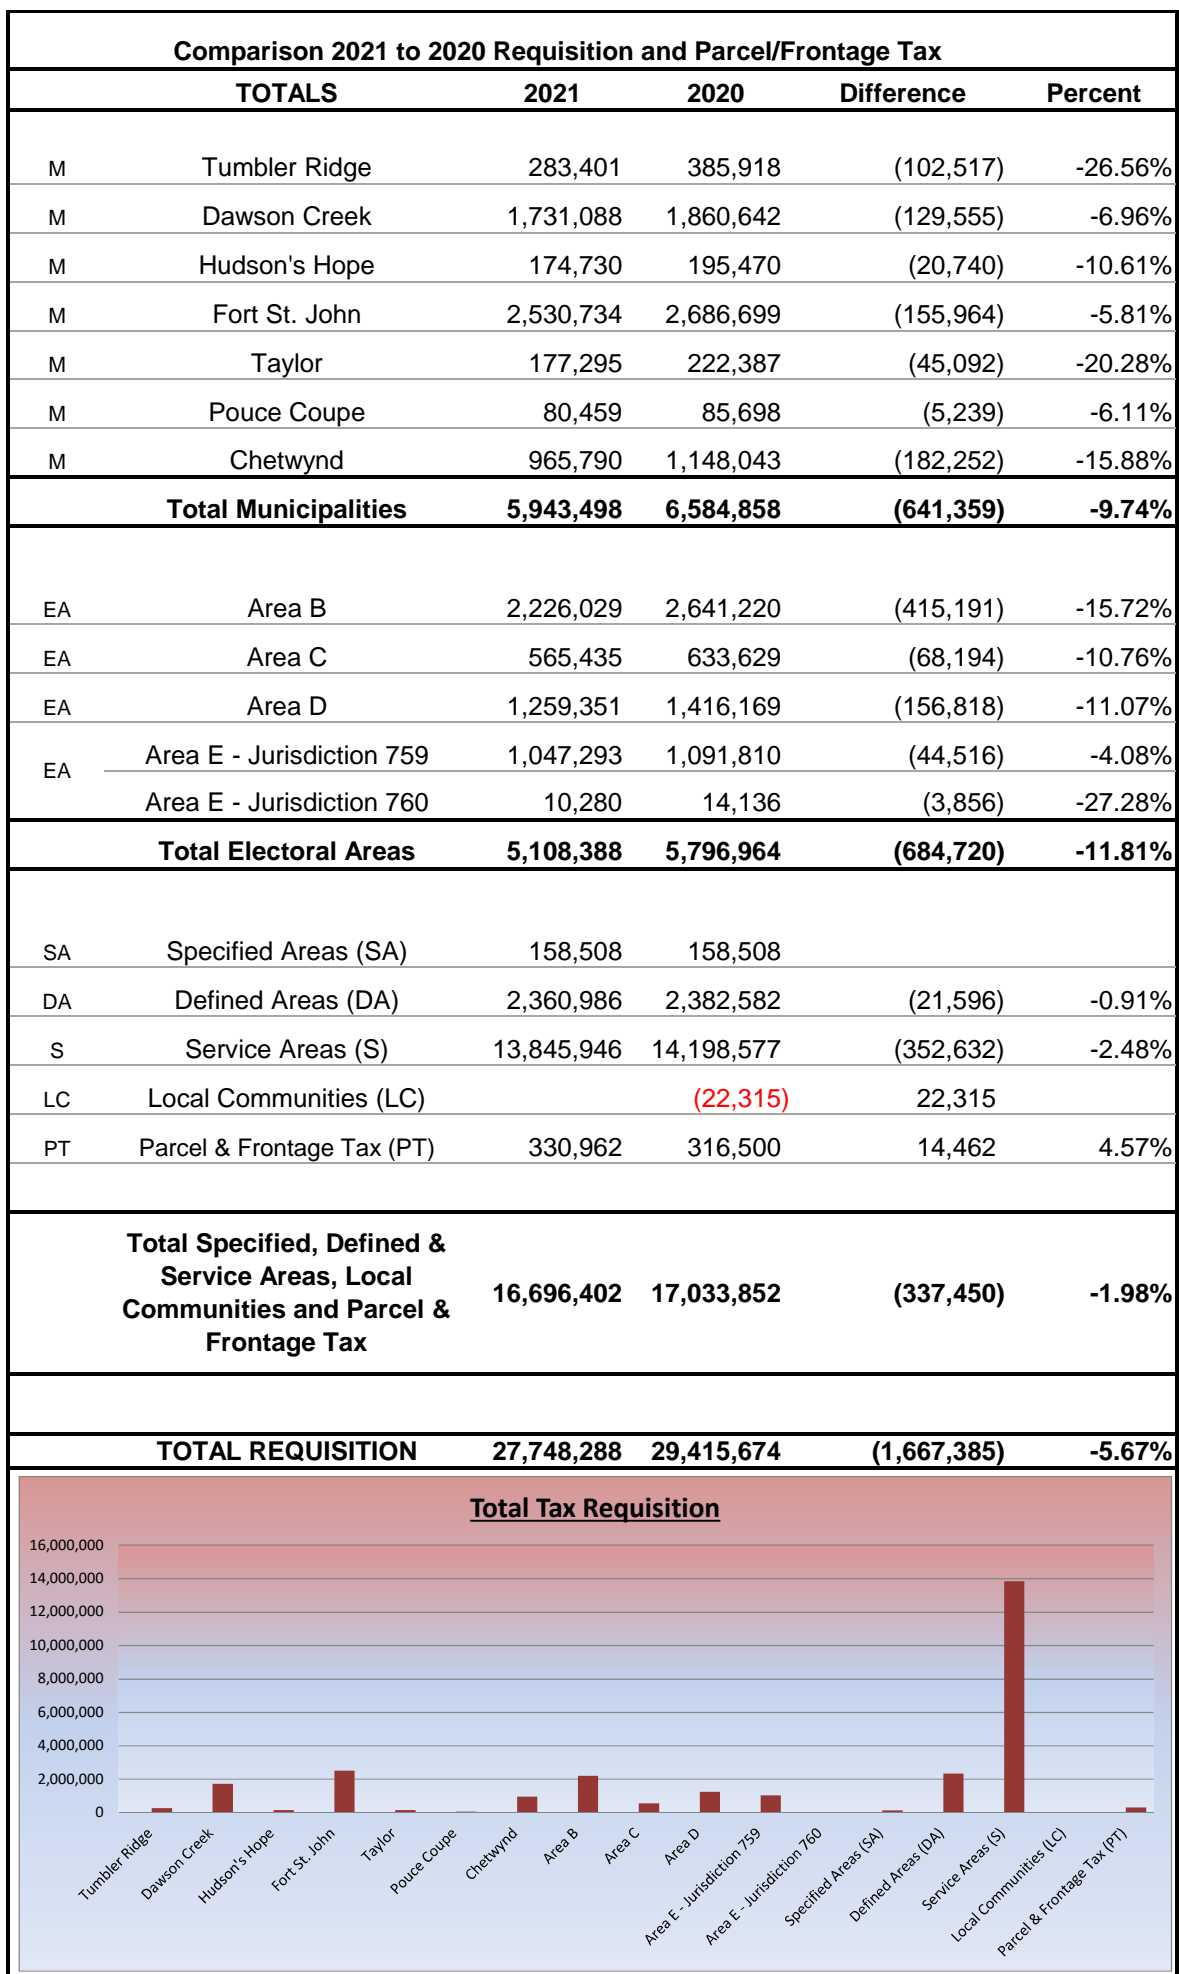 Comparison 2021 to 2020 Requisition and Parcel/Frontage Tax
TOTALS 2021 2020 Difference Percent
M Tumbler Ridge 283,401 385,918 (102,517) -26.56%
M Dawson Creek 1,731,088 1,860,642 (129,555) -6.96%
M Hudson's Hope 174,730 195,470 (20,740) -10.61%
M Fort St. John 2,530,734 2,686,699 (155,964) -5.81%
M Taylor 177,295 222,387 (45,092) -20.28%
M Pouce Coupe 80,459 85,698 (5,239) -6.11%
M Chetwynd 965,790 1,148,043 (182,252) -15.88%
Total Municipalities 5,943,498 6,584,858 (641,359) -9.74%
EA Area B 2,226,029 2,641,220 (415,191) -15.72%
EA Area C 565,435 633,629 (68,194) -10.76%
EA Area D 1,259,351 1,416,169 (156,818) -11.07%
EA Area E - Jurisdiction 759 1,047,293 1,091,810 (44,516) -4.08%
Area E - Jurisdiction 760 10,280 14,136 (3,856) -27.28%
Total Electoral Areas 5,108,388 5,796,964 (684,720) -11.81%
SA Specified Areas (SA) 158,508 158,508
DA Defined Areas (DA) 2,360,986 2,382,582 (21,596) -0.91%
S Service Areas (S) 13,845,946 14,198,577 (352,632) -2.48%
LC Local Communities (LC) (22,315) 22,315
PT Parcel & Frontage Tax (PT) 330,962 316,500 14,462 4.57%
Total Specified, Defined &
Service Areas, Local
Communities and Parcel &
Frontage Tax
16,696,402 17,033,852 (337,450) -1.98%
TOTAL REQUISITION 27,748,288 29,415,674 (1,667,385) -5.67%
Total Tax Requisition
16,000,000
14,000,000
12,000,000
10,000,000
8,000,000
6,000,000
4,000,000
2,000,000
0
Tumbler Ridge
Dawson Creek
Hudson's Hope
Fort St. John
Taylor
Pouce Coupe
Chetwynd
Area B
Area C
Area D
Area E - Jurisdiction 759
Area E - Jurisdiction 760
Specified Areas (SA)
Defined Areas (DA)
Service Areas (S)
Local Communities (LC)
Parcel & Frontage Tax (PT)